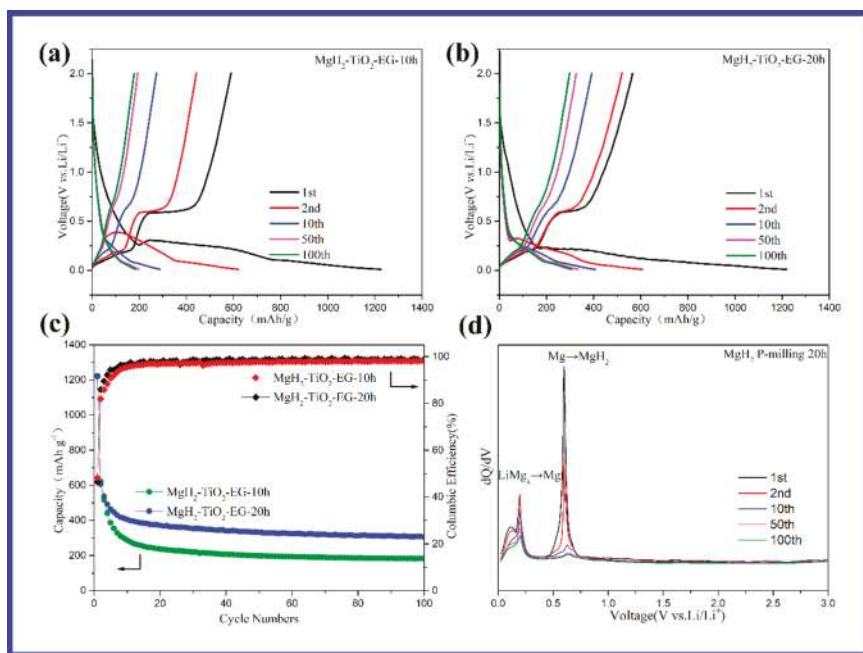 (a)
MgH2-TiO2-EG-10h
2.0
1.5
1.0
0.5
0.0
Voltage(V vs.Li/Li+)
1st
2nd
10th
50th
100th
0 200 400 600 800 1000 1200 1400
Capacity (mAh/g)
(b)
MgH2-TiO2-EG-20h
2.0
1.5
1.0
0.5
0.0
Voltage(V vs.Li/Li+)
1st
2nd
10th
50th
100th
0 200 400 600 800 1000 1200 1400
Capacity (mAh/g)
(c)
1400
1300
1200
1000
800
600
400
200
0
Capacity (mAh g-1)
MgH2-TiO2-EG-10h
MgH2-TiO2-EG-20h
MgH2-TiO2-EG-10h
MgH2-TiO2-EG-20h
100
80
60
40
20
0
Columbic Efficiency(%)
0 20 40 60 80 100
Cycle Numbers
(d)
MgH2 P-milling 20h
Mg→MgH2
LiMgx→Mg
dQ/dV
1st
2nd
10th
50th
100th
0.0 0.5 1.0 1.5 2.0 2.5 3.0
Voltage(V vs.Li/Li+)